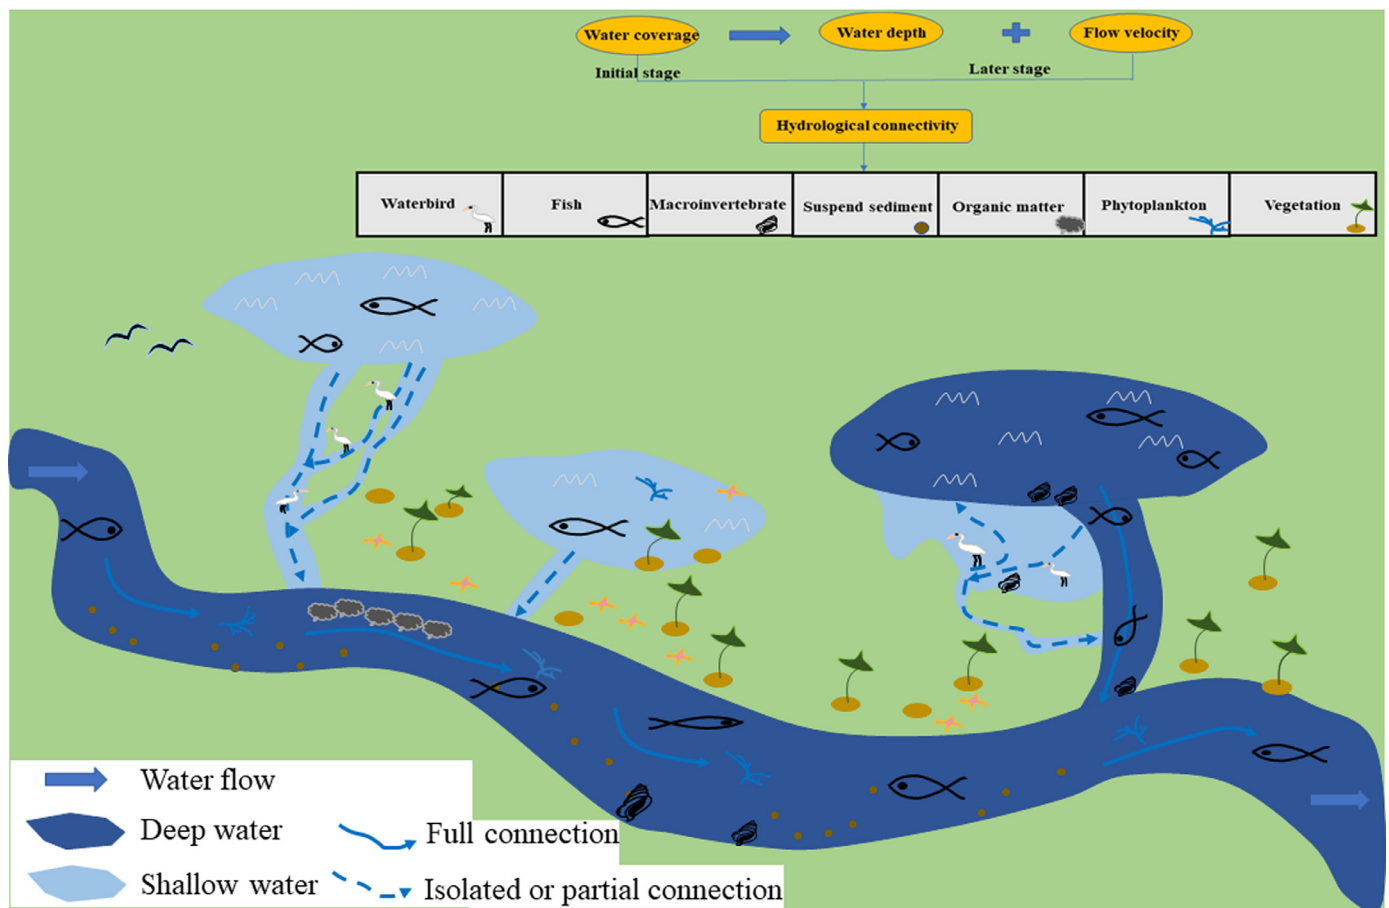 Water coverage
Water depth
Flow velocity
Initial stage
Later stage
Hydrological connectivity
Waterbird
Fish
Macroinvertebrate
Suspend sediment
Organic matter
Phytoplankton
Vegetation
Water flow
Deep water
Full connection
Shallow water
Isolated or partial connection